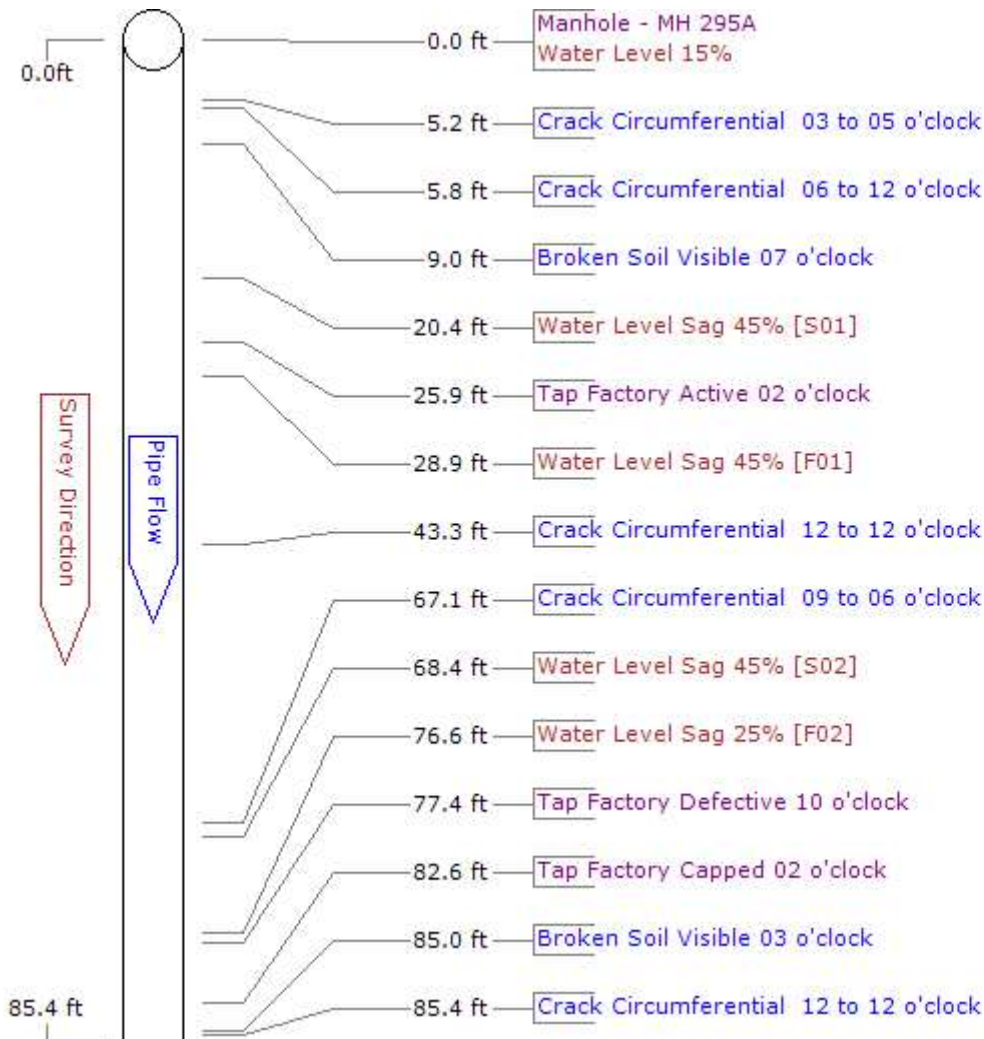 0.0ft
0.0 ft Manhole - MH 295A
Water Level 15%
5.2 ft Crack Circumferential 03 to 05 o'clock
5.8 ft Crack Circumferential 06 to 12 o'clock
9.0 ft Broken Soil Visible 07 o'clock
20.4 ft Water Level Sag 45% [S01]
25.9 ft Tap Factory Active 02 o'clock
28.9 ft Water Level Sag 45% [F01]
Survey Direction
Pipe Flow
43.3 ft Crack Circumferential 12 to 12 o'clock
67.1 ft Crack Circumferential 09 to 06 o'clock
68.4 ft Water Level Sag 45% [S02]
76.6 ft Water Level Sag 25% [F02]
77.4 ft Tap Factory Defective 10 o'clock
82.6 ft Tap Factory Capped 02 o'clock
85.0 ft Broken Soil Visible 03 o'clock
85.4 ft
85.4 ft Crack Circumferential 12 to 12 o'clock